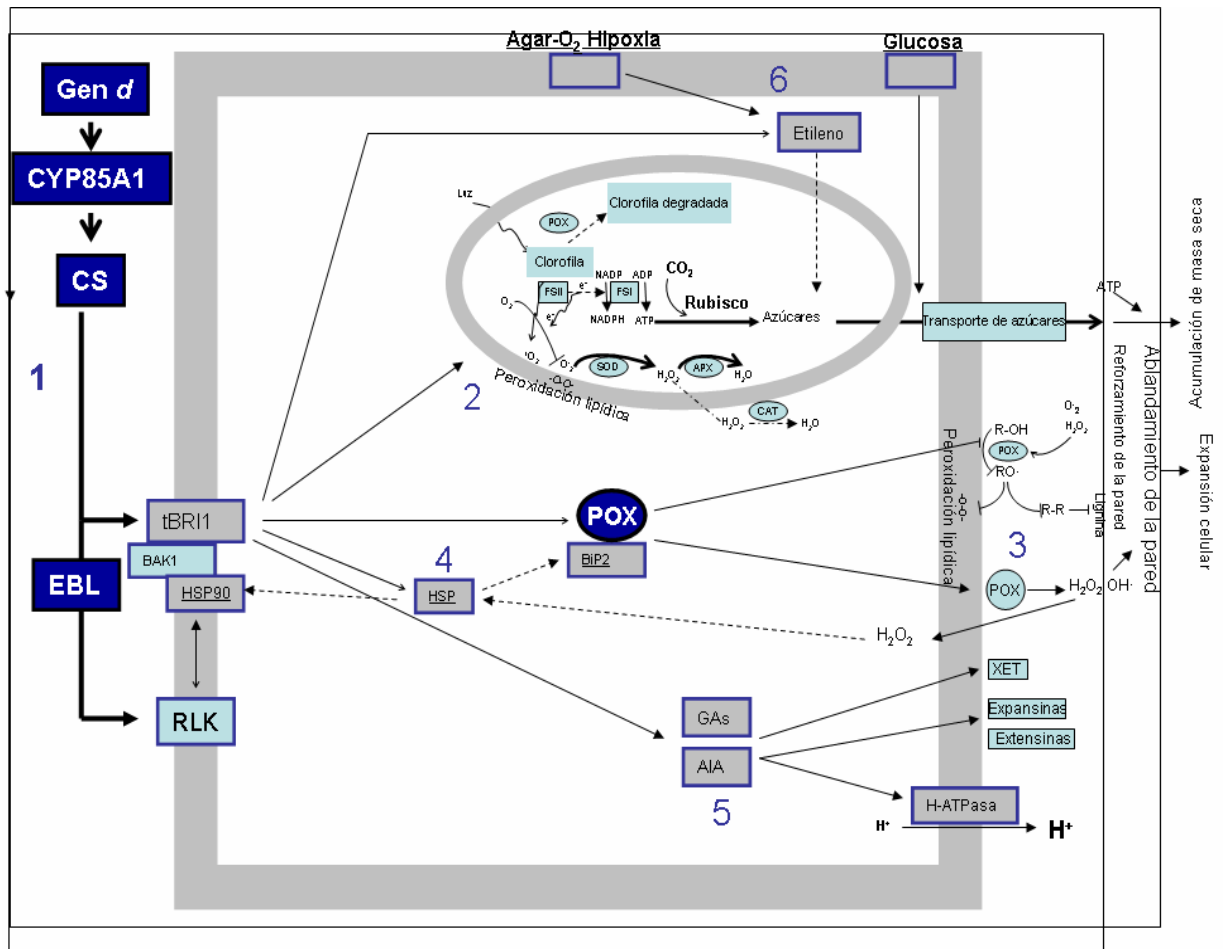 Agar-O₂ Hipoxia
Glucosa
6
Gen d
Etileno
CYP85A1
Luz
Clorofila degradada
POX
CS
Clorofila
NADP
ADP
CO₂
FSII
e⁻
FSI
O₂
Rubisco
Azúcares
e⁻
NADPH
ATP
ATP
Transporte de azúcares
Acumulación de masa seca
1
¹O₂
O·₂
SOD
H₂O₂
APX
H₂O
-O-O-
Peroxidación lipídica
2
H₂O₂
CAT
H₂O
O·₂
H₂O₂
R-OH
POX
RO·
Peroxidación lipídica
-O-O-
R-R
Lignina
Reforzamiento de la pared
Ablandamiento de la pared
Expansión celular
tBRI1
POX
BAK1
BiP2
4
3
EBL
HSP90
HSP
POX
H₂O₂
OH·
H₂O₂
XET
RLK
GAs
Expansinas
Extensinas
AIA
5
H-ATPasa
H⁺
H⁺